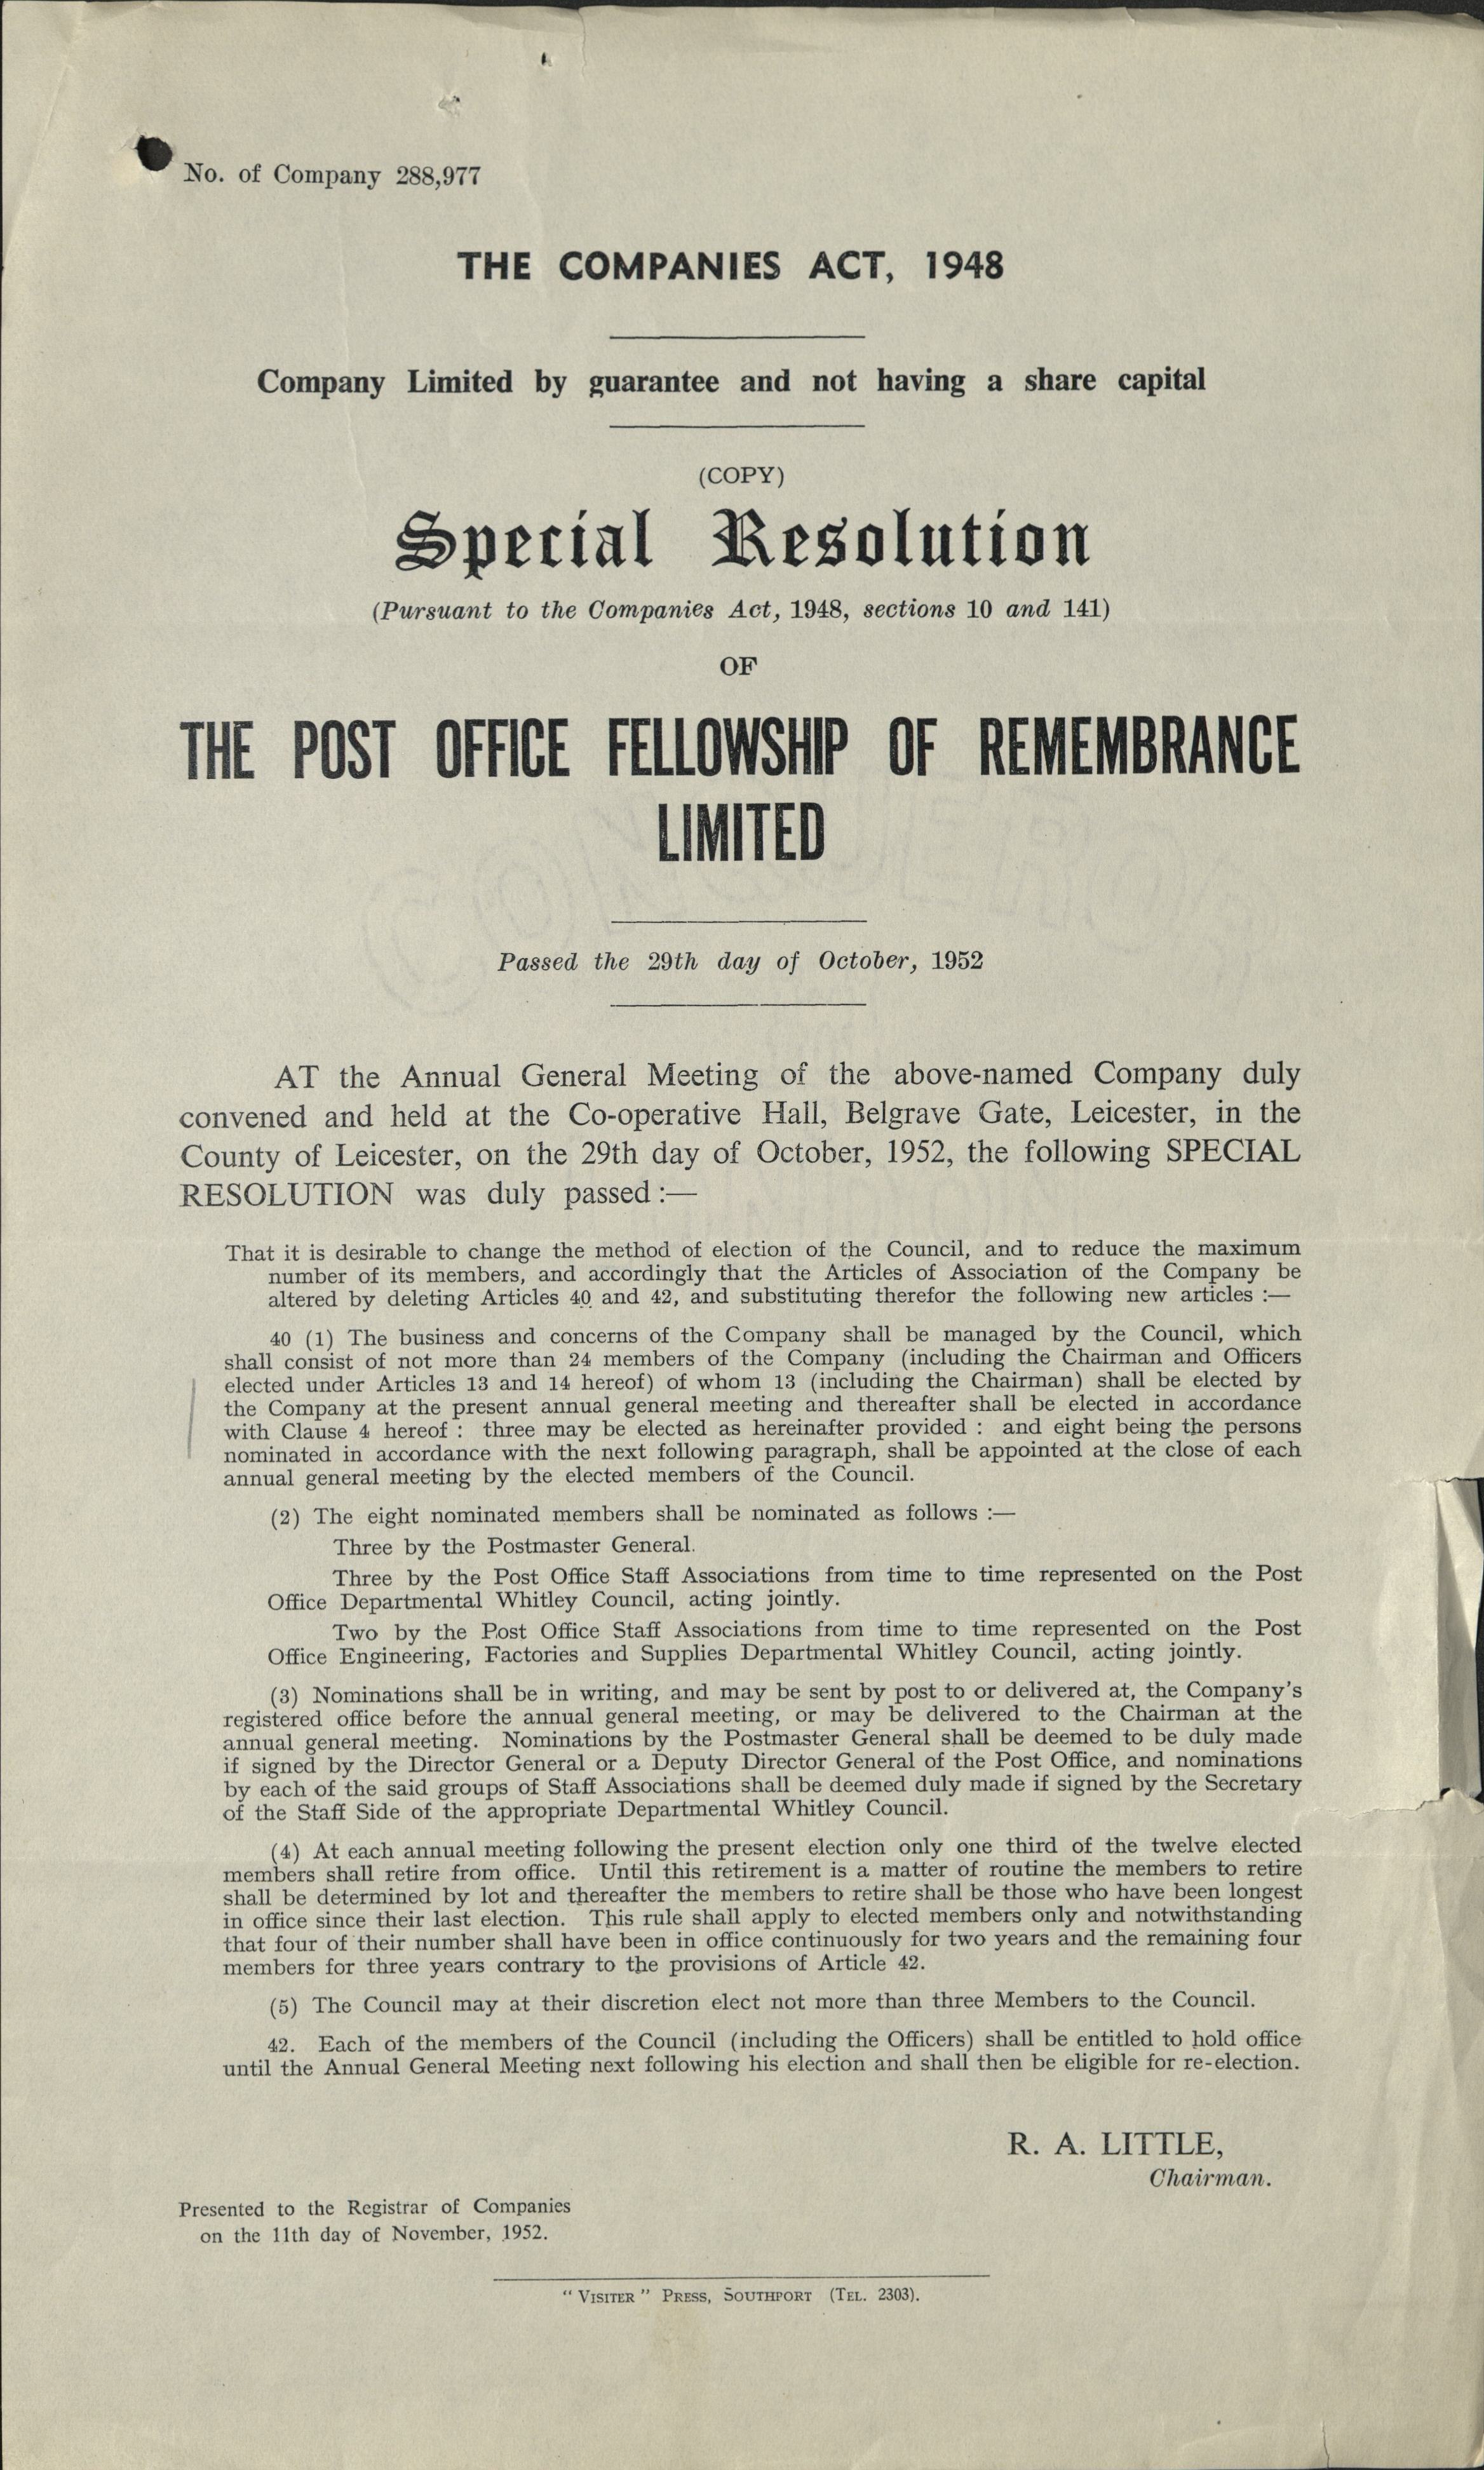 No. of Company 288,977
THE COMPANIES ACT, 1948
Company Limited by guarantee and not having a share capital
(COPY)
Special Resolution
(Pursuant to the Companies Act, 1948, sections 10 and 141)
OF
THE POST OFFICE FELLOWSHIP OF REMEMBRANCE
LIMITED
Passed the 29th day of October, 1952
AT the Annual General Meeting of the above-named Company duly
convened and held at the Co-operative Hall, Belgrave Gate, Leicester, in the
County of Leicester, on the 29th day of October, 1952, the following SPECIAL
RESOLUTION was duly passed :—
That it is desirable to change the method of election of the Council, and to reduce the maximum
number of its members, and accordingly that the Articles of Association of the Company be
altered by deleting Articles 40 and 42, and substituting therefor the following new articles :—
40 (1) The business and concerns of the Company shall be managed by the Council, which
shall consist of not more than 24 members of the Company (including the Chairman and Officers
elected under Articles 13 and 14 hereof) of whom 13 (including the Chairman) shall be elected by
the Company at the present annual general meeting and thereafter shall be elected in accordance
with Clause 4 hereof : three may be elected as hereinafter provided : and eight being the persons
nominated in accordance with the next following paragraph, shall be appointed at the close of each
annual general meeting by the elected members of the Council.
(2) The eight nominated members shall be nominated as follows :—
Three by the Postmaster General.
Three by the Post Office Staff Associations from time to time represented on the Post
Office Departmental Whitley Council, acting jointly.
Two by the Post Office Staff Associations from time to time represented on the Post
Office Engineering, Factories and Supplies Departmental Whitley Council, acting jointly.
(3) Nominations shall be in writing, and may be sent by post to or delivered at, the Company's
registered office before the annual general meeting, or may be delivered to the Chairman at the
annual general meeting. Nominations by the Postmaster General shall be deemed to be duly made
if signed by the Director General or a Deputy Director General of the Post Office, and nominations
by each of the said groups of Staff Associations shall be deemed duly made if signed by the Secretary
of the Staff Side of the appropriate Departmental Whitley Council.
(4) At each annual meeting following the present election only one third of the twelve elected
members shall retire from office. Until this retirement is a matter of routine the members to retire
shall be determined by lot and thereafter the members to retire shall be those who have been longest
in office since their last election. This rule shall apply to elected members only and notwithstanding
that four of their number shall have been in office continuously for two years and the remaining four
members for three years contrary to the provisions of Article 42.
(5) The Council may at their discretion elect not more than three Members to the Council.
42. Each of the members of the Council (including the Officers) shall be entitled to hold office
until the Annual General Meeting next following his election and shall then be eligible for re-election.
R. A. LITTLE,
Chairman.
Presented to the Registrar of Companies
on the 11th day of November, 1952.
"VISITER" PRESS, SOUTHPORT (TEL. 2303).